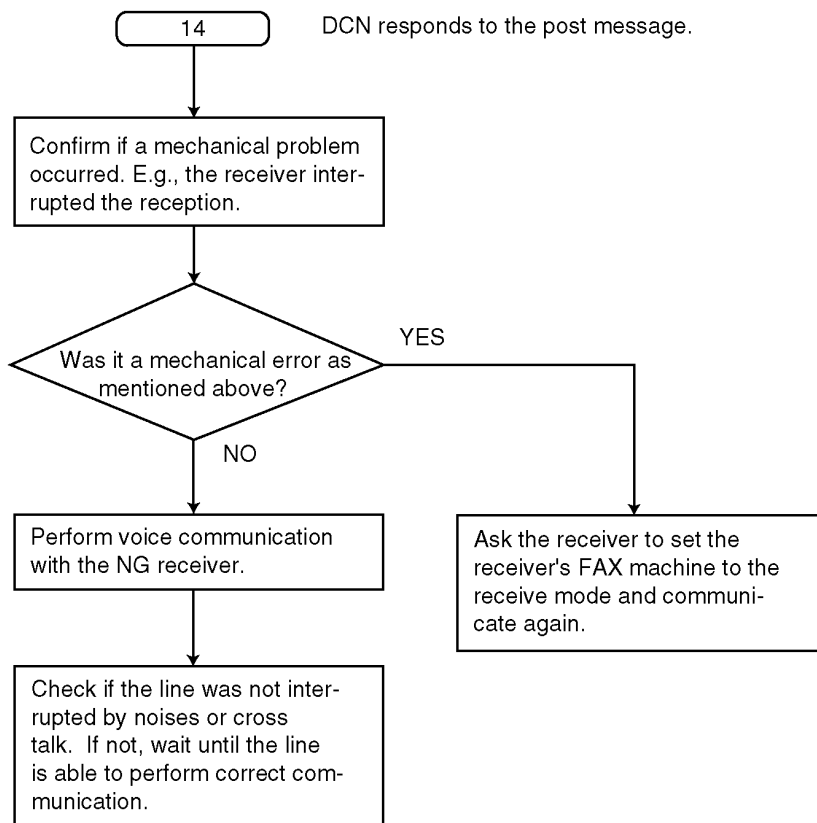 14
DCN responds to the post message.
Confirm if a mechanical problem
occurred. E.g., the receiver inter-
rupted the reception.
Was it a mechanical error as
mentioned above?
YES
NO
Perform voice communication
with the NG receiver.
Ask the receiver to set the
receiver's FAX machine to the
receive mode and communi-
cate again.
Check if the line was not inter-
rupted by noises or cross
talk.  If not, wait until the line
is able to perform correct com-
munication.